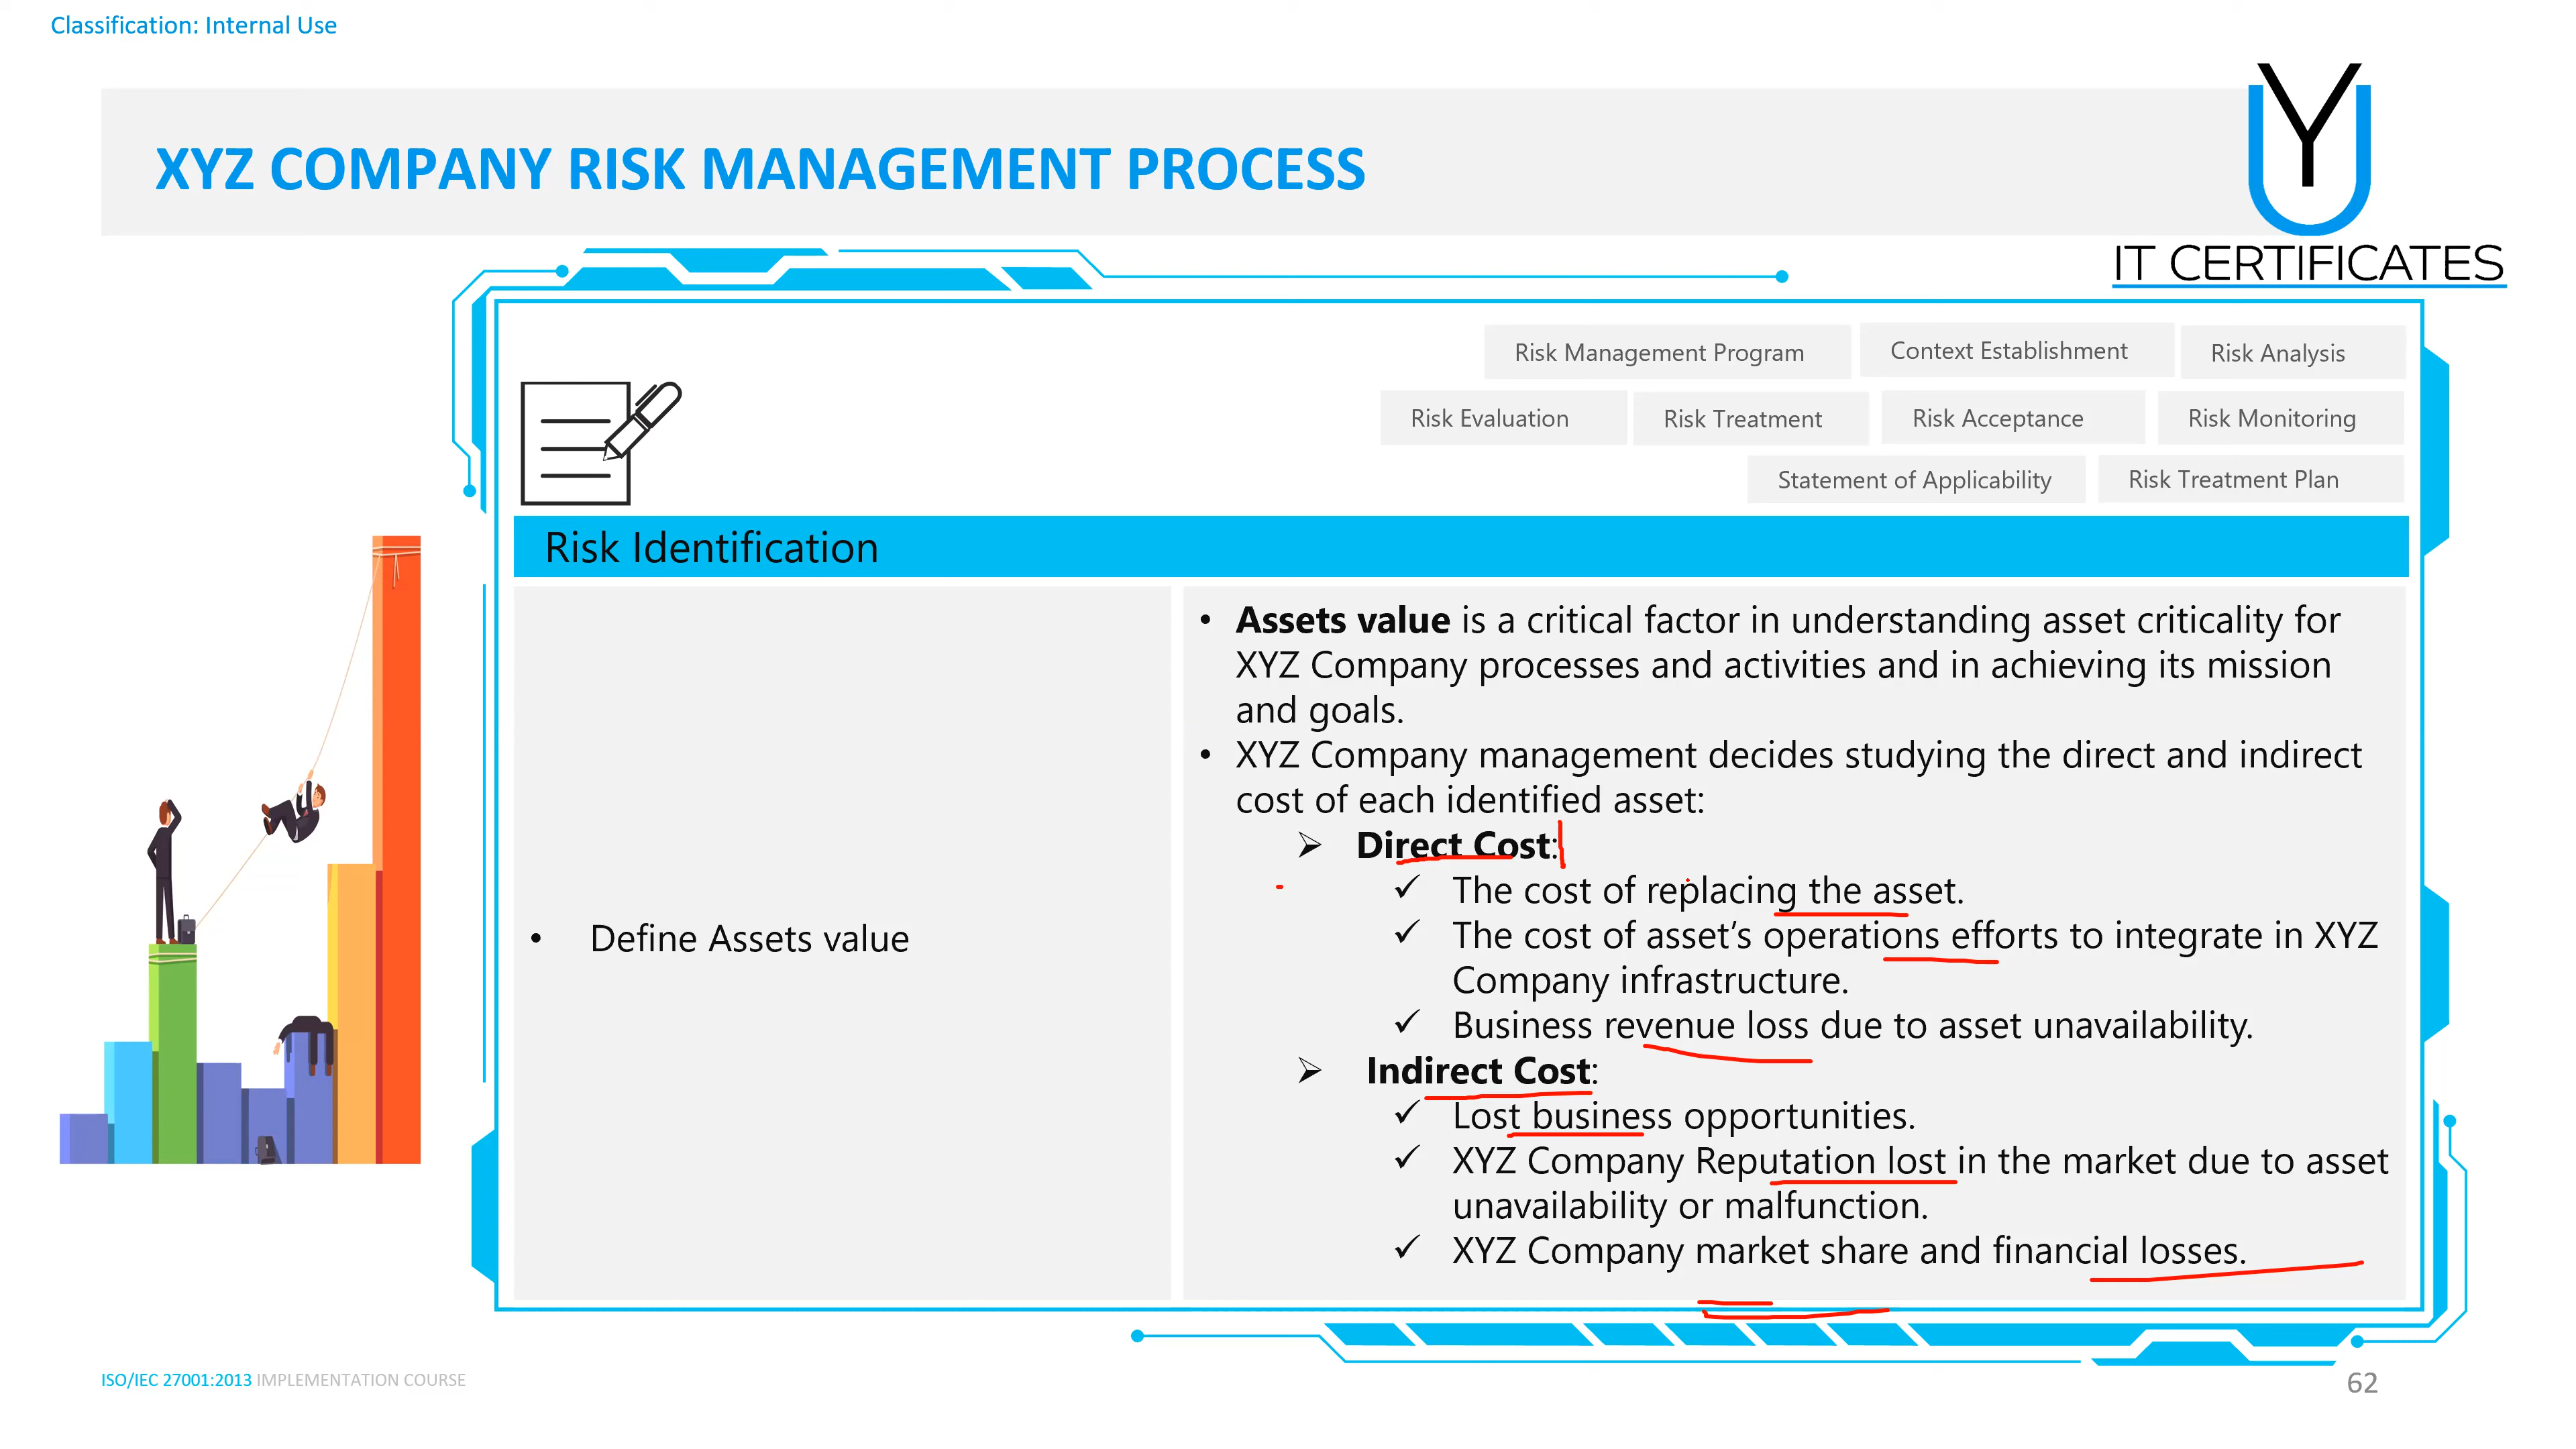 Classification: Internal Use
XYZ COMPANY RISK MANAGEMENT PROCESS
YU
IT CERTIFICATES
Risk Management Program
Context Establishment
Risk Analysis
Risk Evaluation
Risk Treatment
Risk Acceptance
Risk Monitoring
Statement of Applicability
Risk Treatment Plan
Risk Identification
• Define Assets value
• Assets value is a critical factor in understanding asset criticality for
XYZ Company processes and activities and in achieving its mission
and goals.
• XYZ Company management decides studying the direct and indirect
cost of each identified asset:
➢ Direct Cost:
✓ The cost of replacing the asset.
✓ The cost of asset’s operations efforts to integrate in XYZ
Company infrastructure.
✓ Business revenue loss due to asset unavailability.
➢ Indirect Cost:
✓ Lost business opportunities.
✓ XYZ Company Reputation lost in the market due to asset
unavailability or malfunction.
✓ XYZ Company market share and financial losses.
ISO/IEC 27001:2013 IMPLEMENTATION COURSE
62